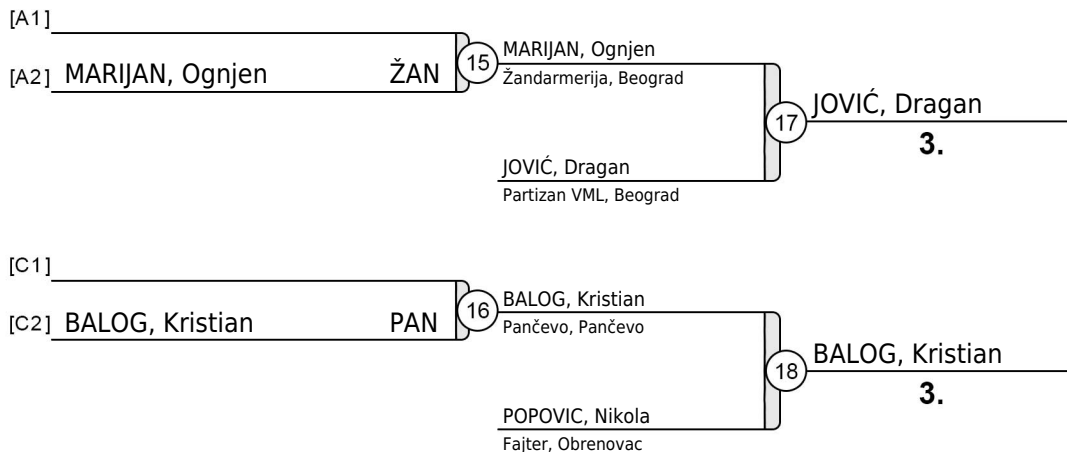 [A1]
[A2] MARIJAN, Ognjen ŽAN
15
MARIJAN, Ognjen
Žandarmerija, Beograd
17
JOVIĆ, Dragan
3.
JOVIĆ, Dragan
Partizan VML, Beograd
[C1]
[C2] BALOG, Kristian PAN
16
BALOG, Kristian
Pančevo, Pančevo
18
BALOG, Kristian
3.
POPOVIC, Nikola
Fajter, Obrenovac